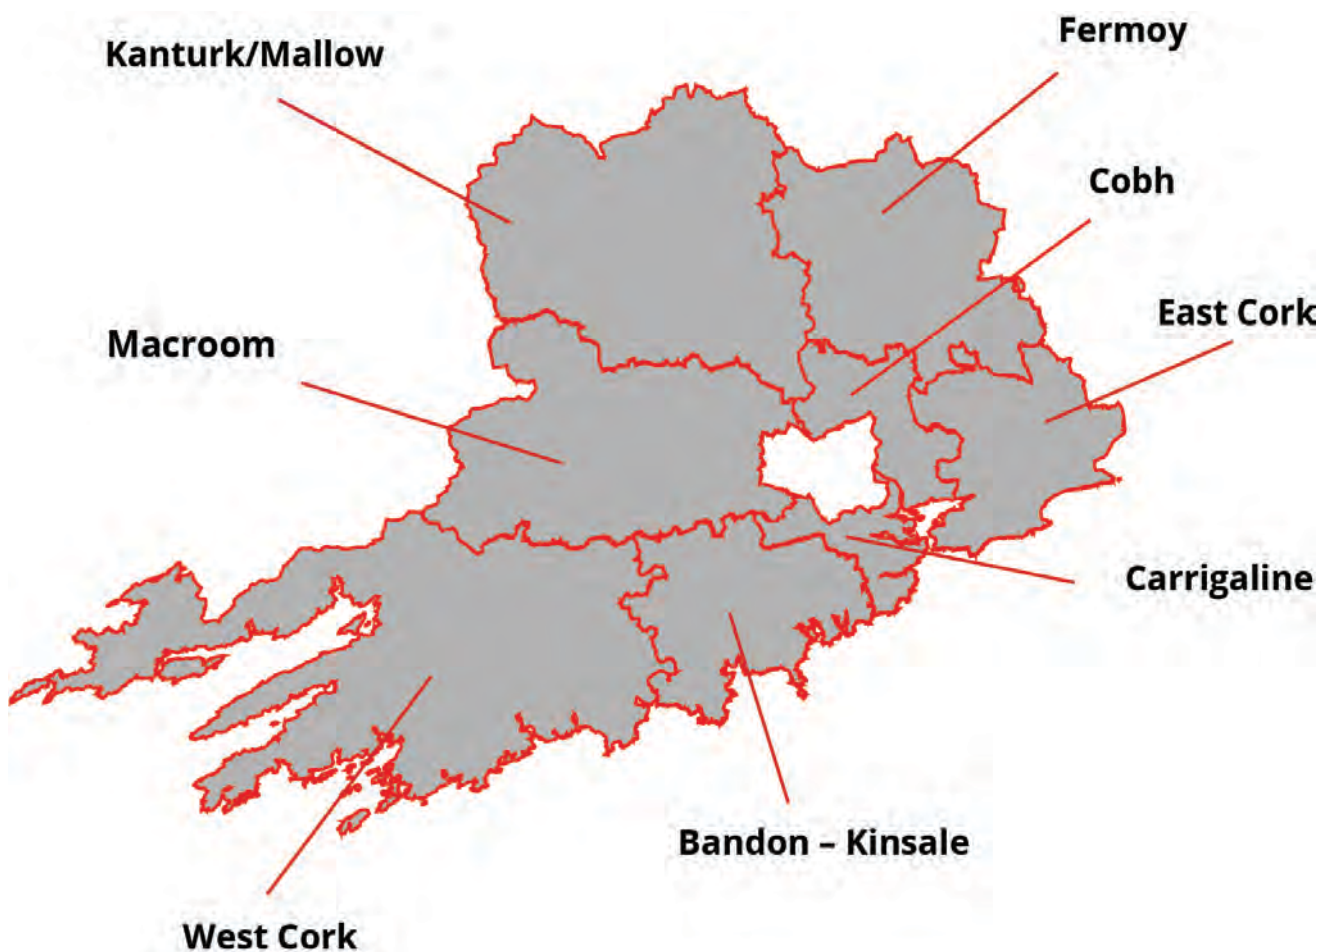 Fermoy
Kanturk/Mallow
Cobh
East Cork
Macroom
Carrigaline
Bandon – Kinsale
West Cork